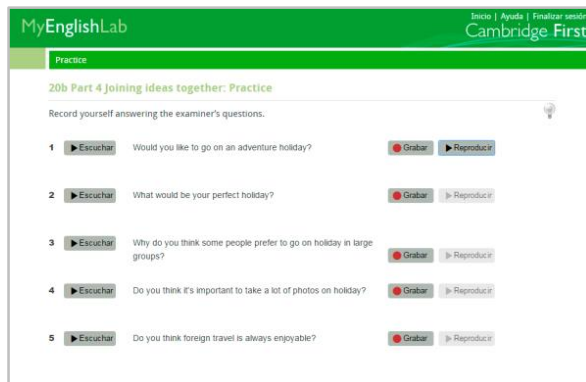 MyEnglishLab
Inicio | Ayuda | Finalizar sesión
Cambridge First
Practice
20b Part 4 Joining ideas together: Practice
Record yourself answering the examiner's questions.
1 Escuchar Would you like to go on an adventure holiday? Grabar Reproducir
2 Escuchar What would be your perfect holiday? Grabar Reproducir
3 Escuchar Why do you think some people prefer to go on holiday in large
groups? Grabar Reproducir
4 Escuchar Do you think it's important to take a lot of photos on holiday? Grabar Reproducir
5 Escuchar Do you think foreign travel is always enjoyable? Grabar Reproducir